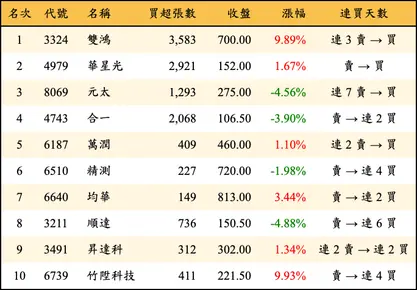 名次 代號 名稱 買超張數 收盤 漲幅 連買天數
1 3324 雙鴻 3,583 700.00 9.89% 連 3 賣 → 買
2 4979 華星光 2,921 152.00 1.67% 賣 → 買
3 8069 元太 1,293 275.00 -4.56% 連 7 賣 → 買
4 4743 合一 2,068 106.50 -3.90% 賣 → 連 2 買
5 6187 萬潤 409 460.00 1.10% 連 2 賣 → 買
6 6510 精測 227 720.00 -1.98% 賣 → 連 4 買
7 6640 均華 149 813.00 3.44% 賣 → 連 2 買
8 3211 順達 736 150.50 -4.88% 賣 → 連 6 買
9 3491 昇達科 312 302.00 1.34% 連 2 賣 → 連 2 買
10 6739 竹陞科技 411 221.50 9.93% 賣 → 連 4 買